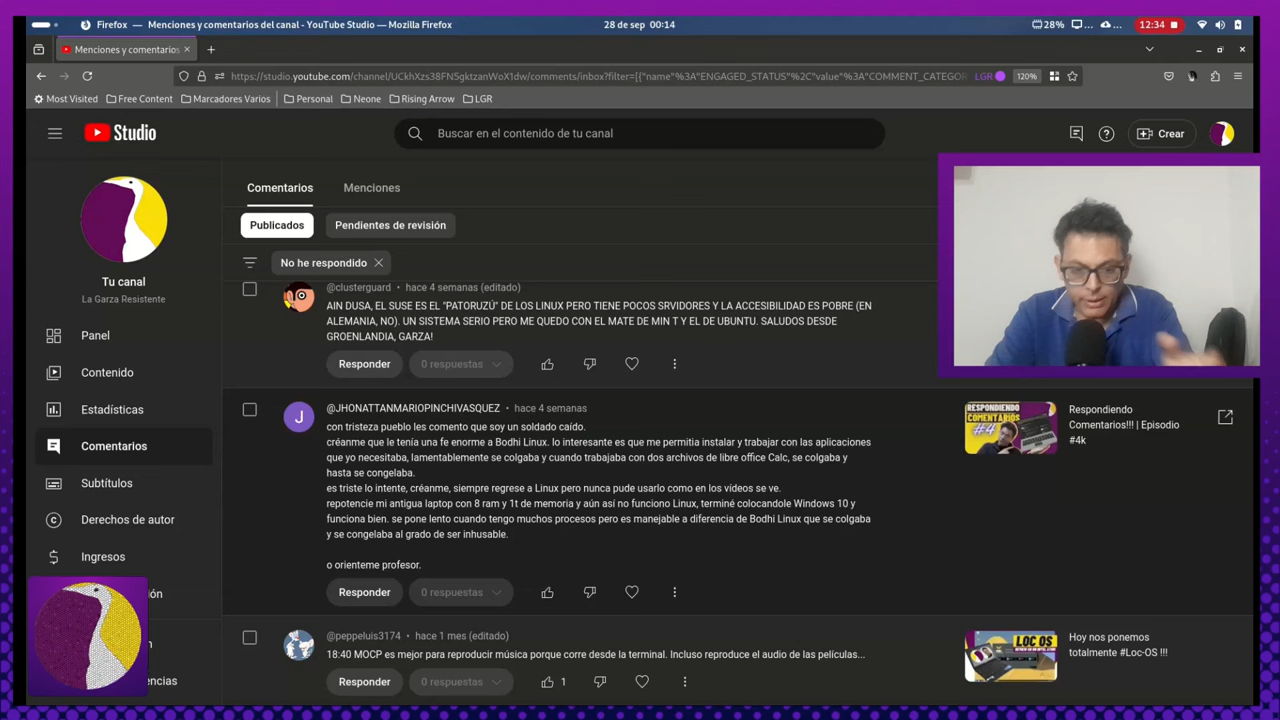 Firefox — Menciones y comentarios del canal - YouTube Studio — Mozilla Firefox
28 de sep 00:14
28%
12:34
Menciones y comentarios
https://studio.youtube.com/channel/UCkhXzs38FN5gktzanWoX1dw/comments/inbox?filter=[{"name"%3A"ENGAGED_STATUS"%2C"value"%3A"COMMENT_CATEGOR
LGR
120%
Most Visited
Free Content
Marcadores Varios
Personal
Neone
Rising Arrow
LGR
Studio
Buscar en el contenido de tu canal
Crear
Tu canal
La Garza Resistente
Panel
Contenido
Estadísticas
Comentarios
Subtítulos
Derechos de autor
Ingresos
ión
n
encias
Comentarios
Menciones
Publicados
Pendientes de revisión
No he respondido
@clusterguard • hace 4 semanas (editado)
AIN DUSA, EL SUSE ES EL "PATORUZÚ" DE LOS LINUX PERO TIENE POCOS SRVIDORES Y LA ACCESIBILIDAD ES POBRE (EN
ALEMANIA, NO). UN SISTEMA SERIO PERO ME QUEDO CON EL MATE DE MIN T Y EL DE UBUNTU. SALUDOS DESDE
GROENLANDIA, GARZA!
Responder
0 respuestas
J
@JHONATTANMARIOPINCHIVASQUEZ • hace 4 semanas
con tristeza pueblo les comento que soy un soldado caído.
créanme que le tenía una fe enorme a Bodhi Linux. lo interesante es que me permitia instalar y trabajar con las aplicaciones
que yo necesitaba, lamentablemente se colgaba y cuando trabajaba con dos archivos de libre office Calc, se colgaba y
hasta se congelaba.
es triste lo intente, créanme, siempre regrese a Linux pero nunca pude usarlo como en los vídeos se ve.
repotencie mi antigua laptop con 8 ram y 1t de memoria y aún así no funciono Linux, terminé colocandole Windows 10 y
funciona bien. se pone lento cuando tengo muchos procesos pero es manejable a diferencia de Bodhi Linux que se colgaba
y se congelaba al grado de ser inhusable.
o orienteme profesor.
Responder
0 respuestas
RESPONDIENDO
COMENTARIOS
#4
Respondiendo
Comentarios!!! | Episodio
#4k
@peppeluis3174 • hace 1 mes (editado)
18:40 MOCP es mejor para reproducir música porque corre desde la terminal. Incluso reproduce el audio de las películas...
Responder
0 respuestas
1
LOC OS
Hoy nos ponemos
totalmente #Loc-OS !!!